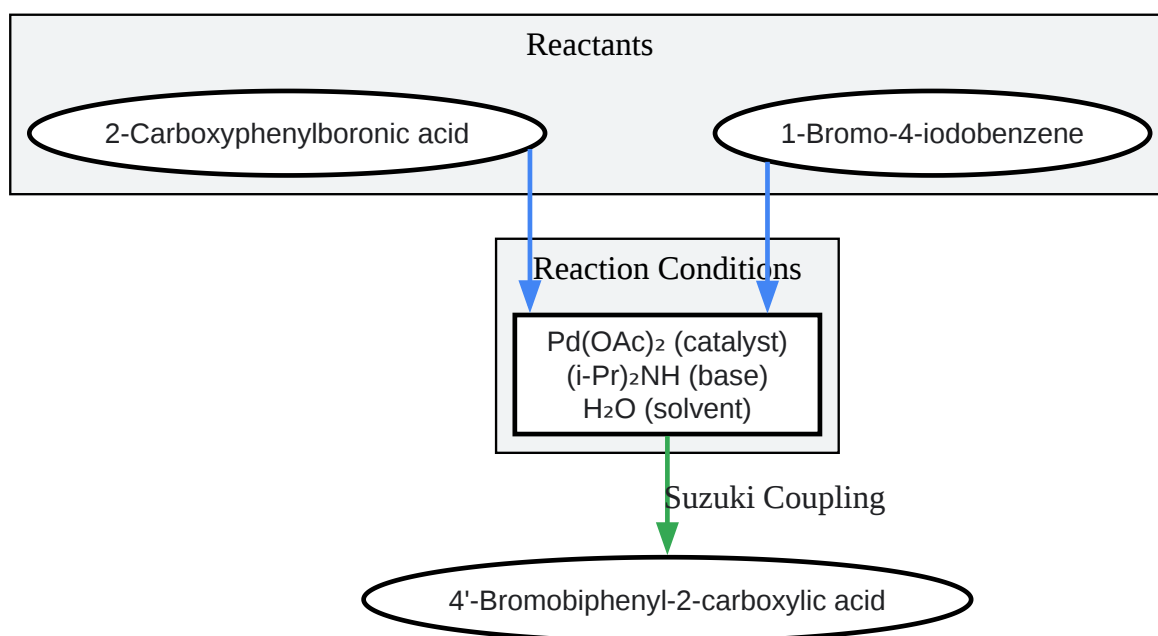 Reactants
2-Carboxyphenylboronic acid
1-Bromo-4-iodobenzene
Reaction Conditions
Pd(OAc)₂ (catalyst)
(i-Pr)₂NH (base)
H₂O (solvent)
Suzuki Coupling
4'-Bromobiphenyl-2-carboxylic acid